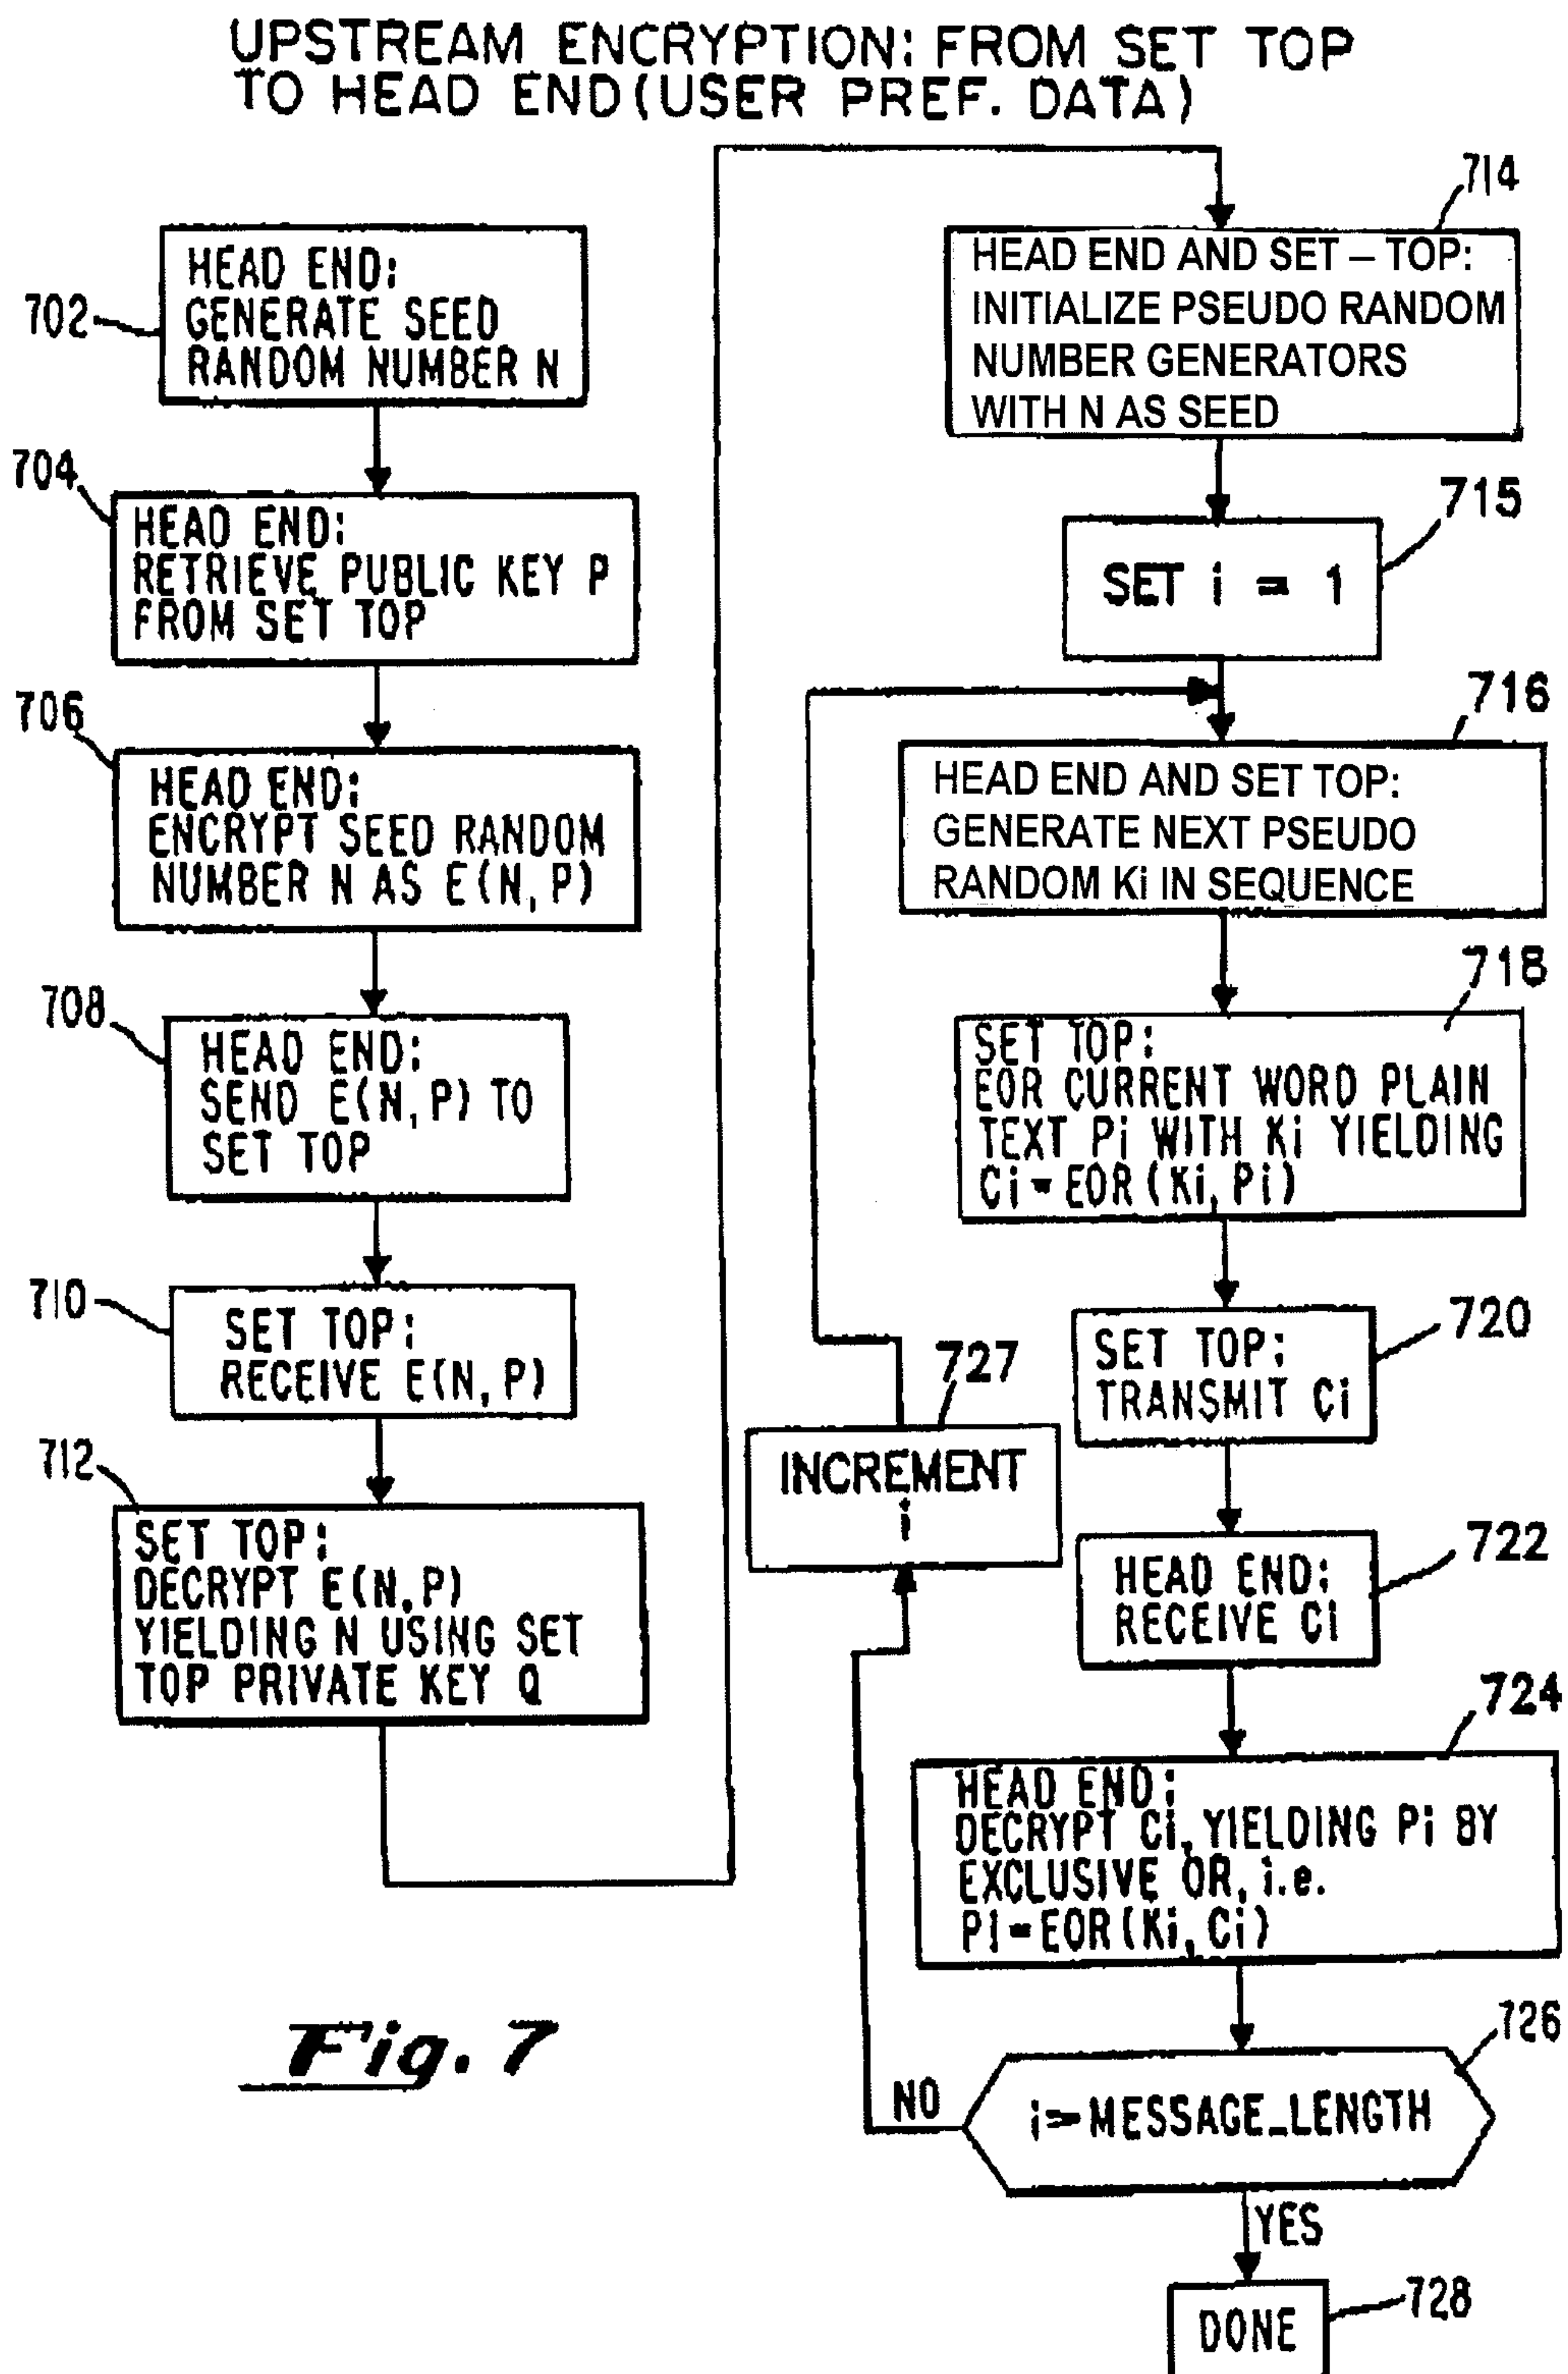 UPSTREAM ENCRYPTION: FROM SET TOP
TO HEAD END (USER PREF. DATA)
702
HEAD END:
GENERATE SEED
RANDOM NUMBER N
704
HEAD END:
RETRIEVE PUBLIC KEY P
FROM SET TOP
706
HEAD END:
ENCRYPT SEED RANDOM
NUMBER N AS E(N, P)
708
HEAD END:
SEND E(N, P) TO
SET TOP
710
SET TOP:
RECEIVE E(N, P)
712
SET TOP:
DECRYPT E(N, P)
YIELDING N USING SET
TOP PRIVATE KEY Q
714
HEAD END AND SET – TOP:
INITIALIZE PSEUDO RANDOM
NUMBER GENERATORS
WITH N AS SEED
715
SET i = 1
716
HEAD END AND SET TOP:
GENERATE NEXT PSEUDO
RANDOM Ki IN SEQUENCE
718
SET TOP:
EOR CURRENT WORD PLAIN
TEXT Pi WITH Ki YIELDING
Ci = EOR (Ki, Pi)
720
SET TOP:
TRANSMIT Ci
722
HEAD END:
RECEIVE Ci
724
HEAD END:
DECRYPT Ci, YIELDING Pi BY
EXCLUSIVE OR, i.e.
Pi = EOR (Ki, Ci)
726
i = MESSAGE_LENGTH
NO
727
INCREMENT
i
YES
728
DONE
Fig. 7